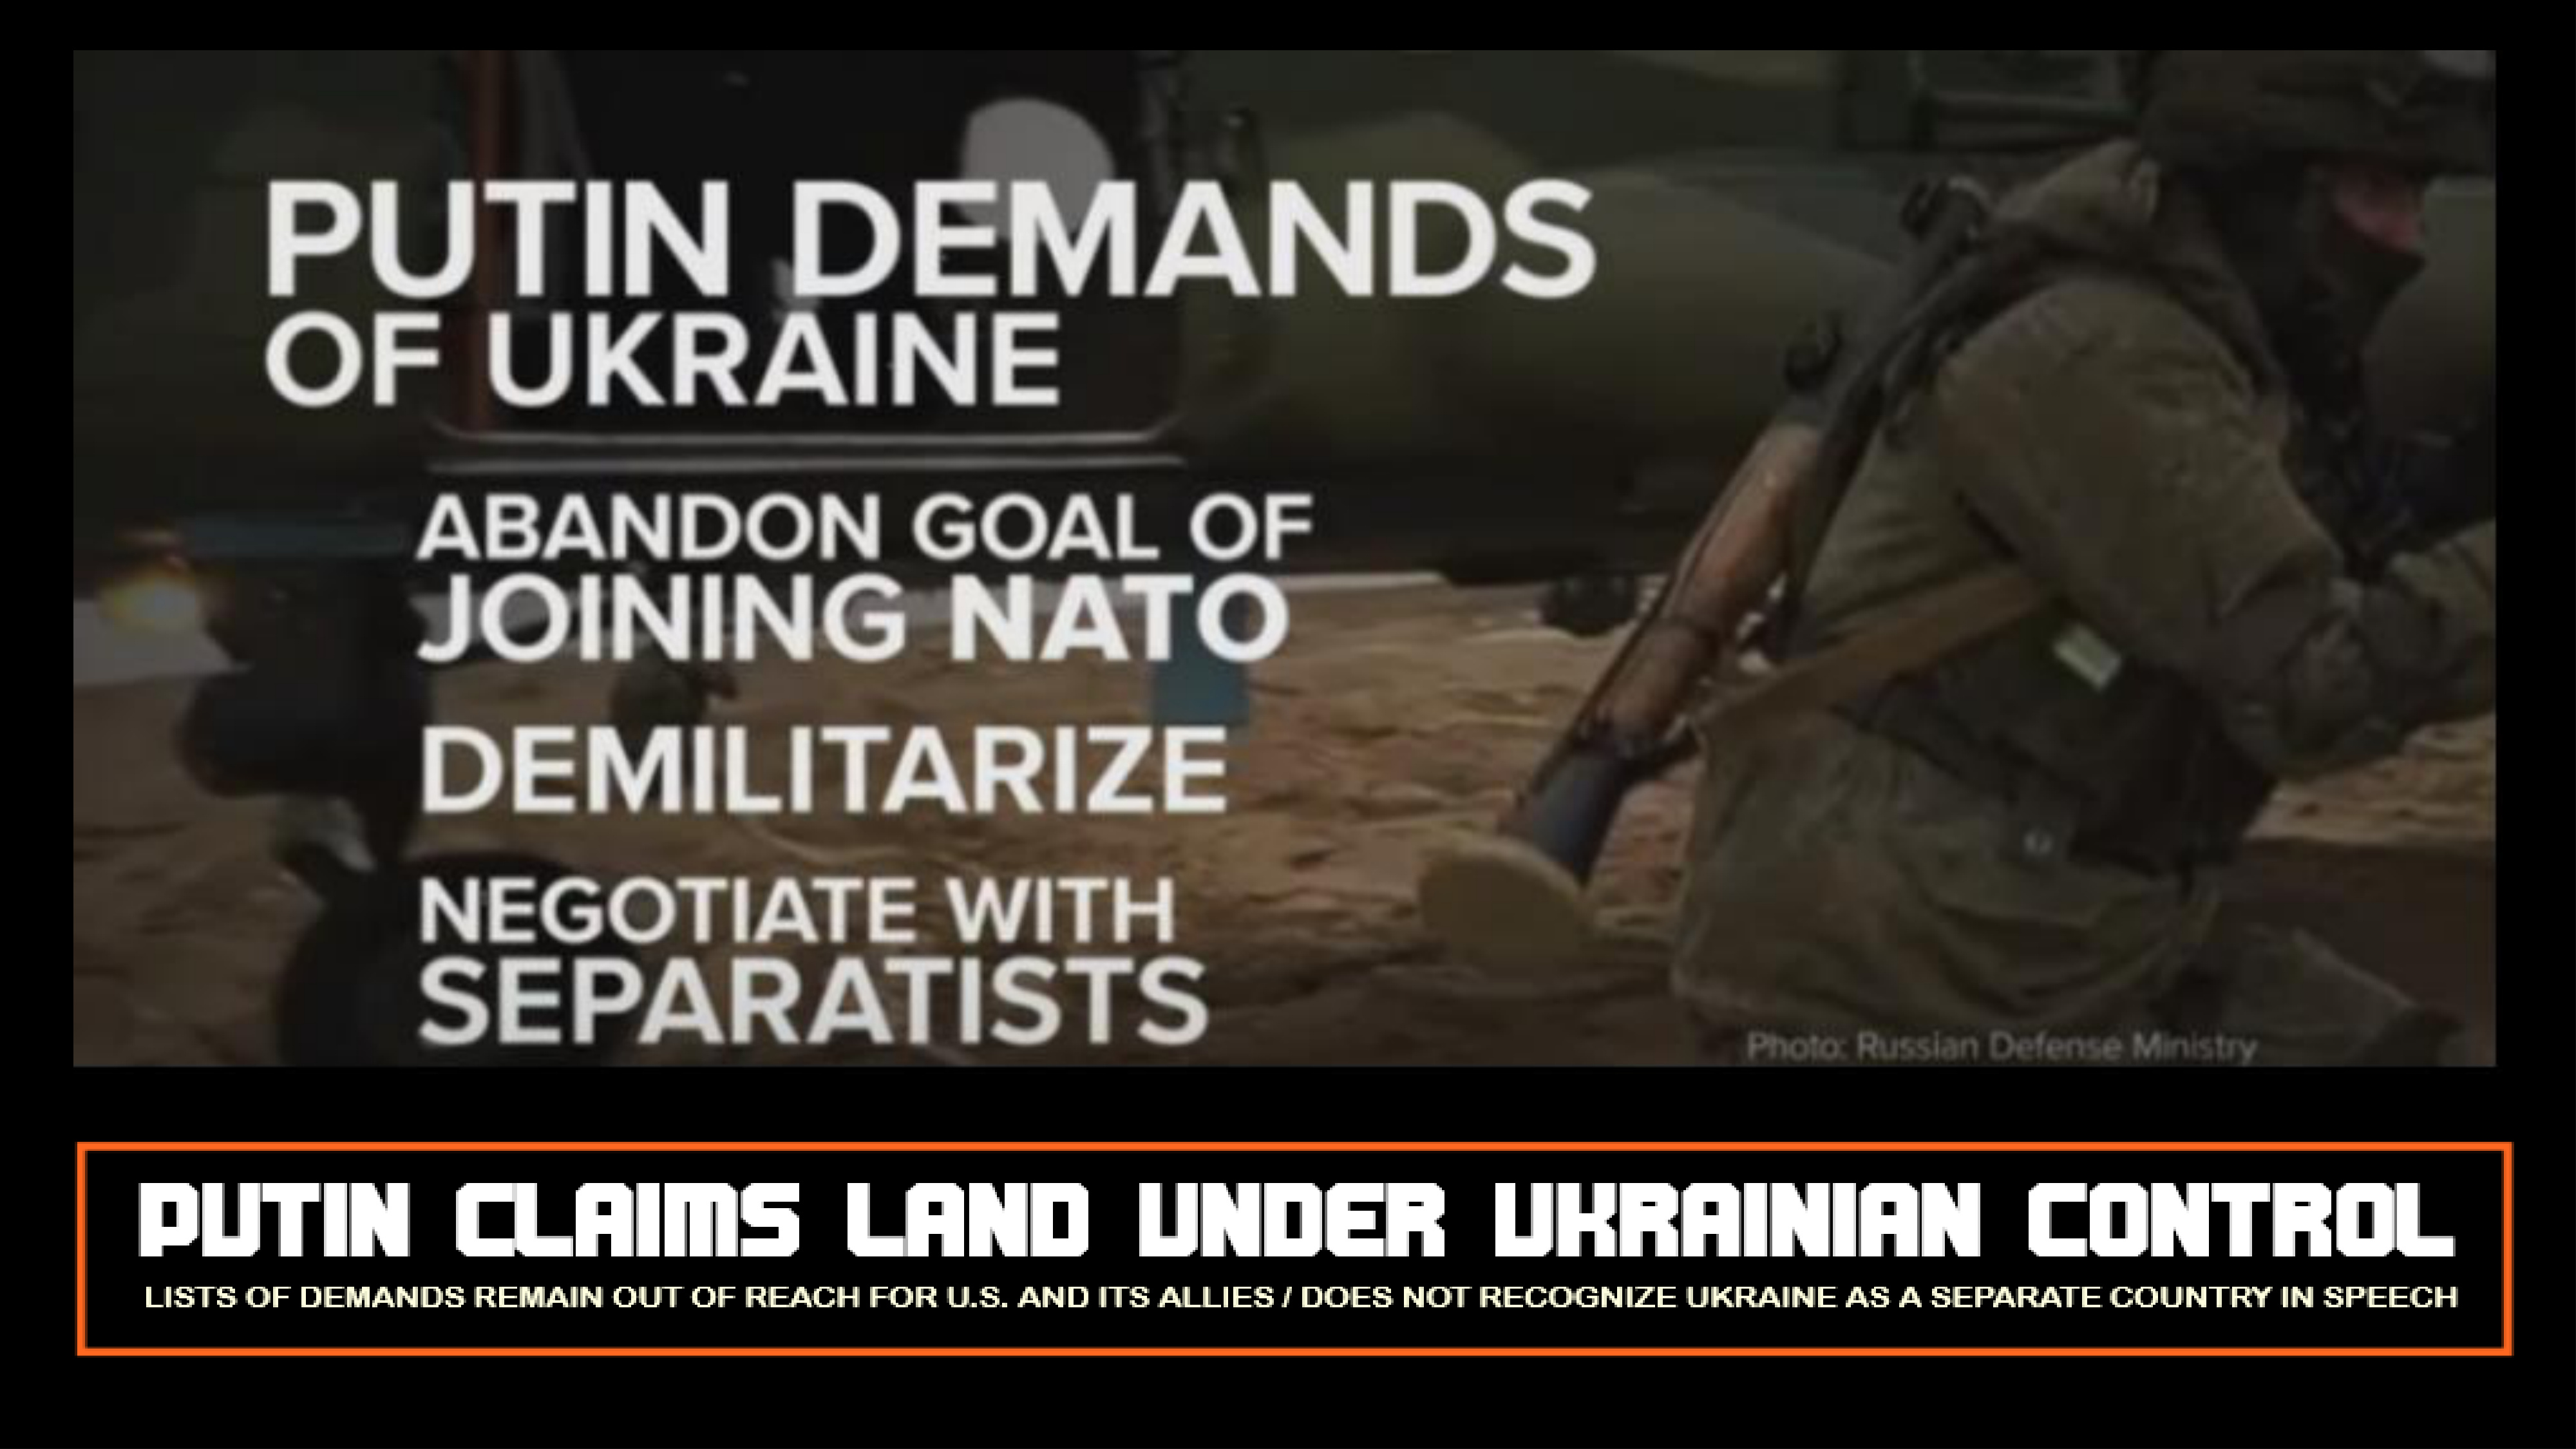 PUTIN DEMANDS
OF UKRAINE
ABANDON GOAL OF
JOINING NATO
DEMILITARIZE
NEGOTIATE WITH
SEPARATISTS
Photo: Russian Defense Ministry
PUTIN CLAIMS LAND UNDER UKRAINIAN CONTROL
LISTS OF DEMANDS REMAIN OUT OF REACH FOR U.S. AND ITS ALLIES / DOES NOT RECOGNIZE UKRAINE AS A SEPARATE COUNTRY IN SPEECH